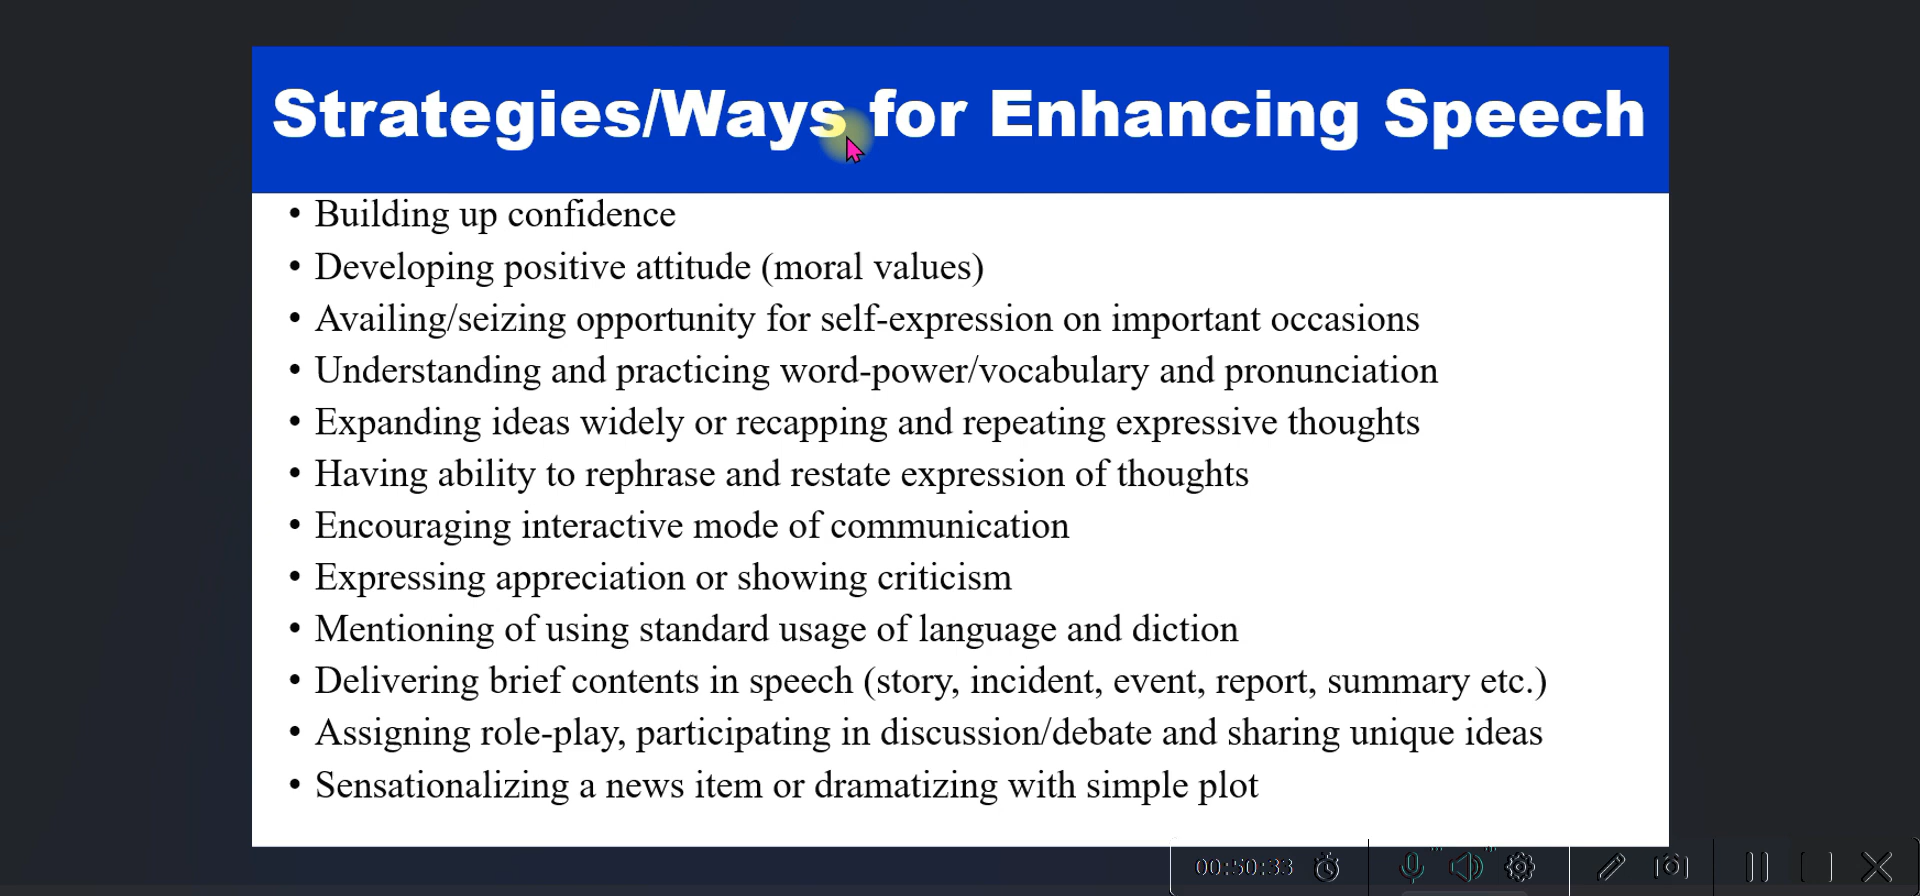 Strategies/Ways for Enhancing Speech
• Building up confidence
• Developing positive attitude (moral values)
• Availing/seizing opportunity for self-expression on important occasions
• Understanding and practicing word-power/vocabulary and pronunciation
• Expanding ideas widely or recapping and repeating expressive thoughts
• Having ability to rephrase and restate expression of thoughts
• Encouraging interactive mode of communication
• Expressing appreciation or showing criticism
• Mentioning of using standard usage of language and diction
• Delivering brief contents in speech (story, incident, event, report, summary etc.)
• Assigning role-play, participating in discussion/debate and sharing unique ideas
• Sensationalizing a news item or dramatizing with simple plot
00:50:33